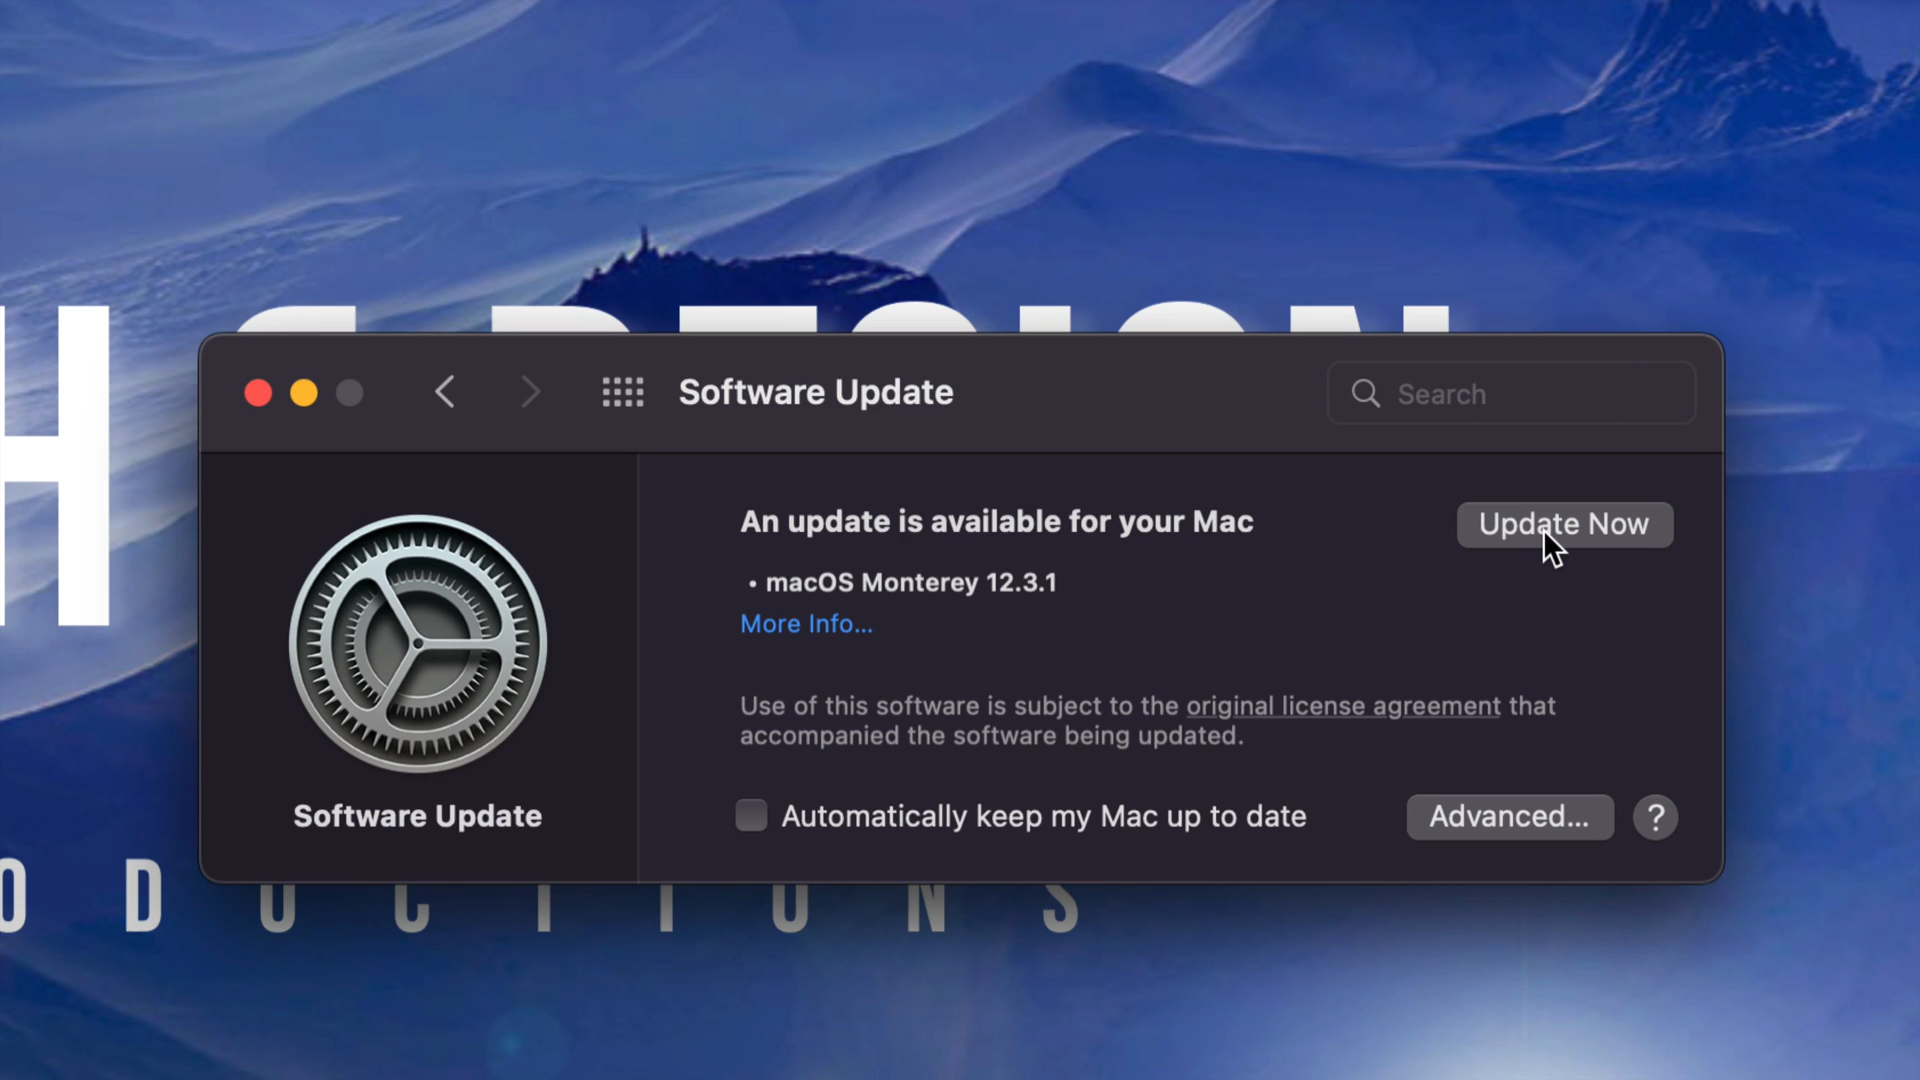 Software Update
Search
An update is available for your Mac
Update Now
• macOS Monterey 12.3.1
More Info...
Use of this software is subject to the original license agreement that
accompanied the software being updated.
Software Update
Automatically keep my Mac up to date
Advanced...
?